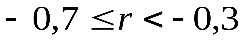 - 0,7 ≤r < - 0,3